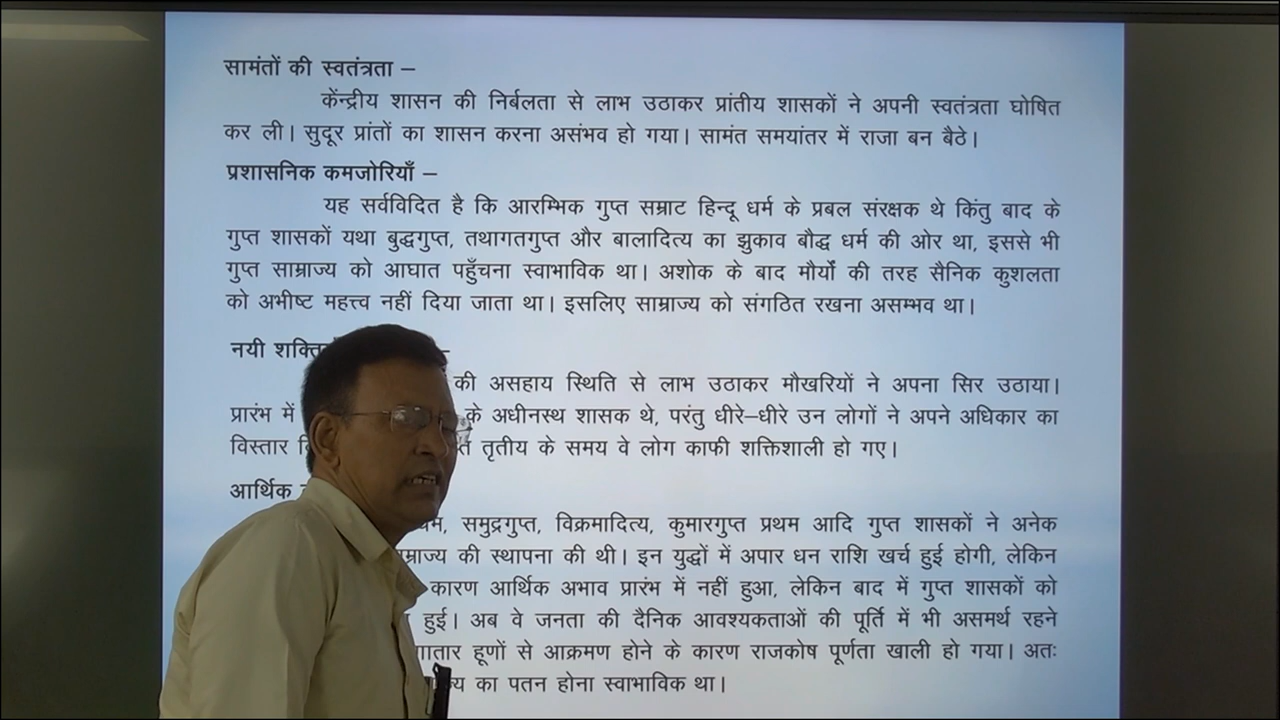 सामंतों की स्वतंत्रता –
केंन्द्रीय शासन की निर्बलता से लाभ उठाकर प्रांतीय शासकों ने अपनी स्वतंत्रता घोषित
कर ली। सुदूर प्रांतों का शासन करना असंभव हो गया। सामंत समयांतर में राजा बन बैठे।
प्रशासनिक कमजोरियाँ –
यह सर्वविदित है कि आरम्भिक गुप्त सम्राट हिन्दू धर्म के प्रबल संरक्षक थे किंतु बाद के
गुप्त शासकों यथा बुद्धगुप्त, तथागतगुप्त और बालादित्य का झुकाव बौद्ध धर्म की ओर था, इससे भी
गुप्त साम्राज्य को आघात पहुँचना स्वाभाविक था। अशोक के बाद मौर्यों की तरह सैनिक कुशलता
को अभीष्ट महत्त्व नहीं दिया जाता था। इसलिए साम्राज्य को संगठित रखना असम्भव था।
नयी –
की असहाय स्थिति से लाभ उठाकर मौखरियों ने अपना सिर उठाया।
प्रारंभ में के अधीनस्थ शासक थे, परंतु धीरे–धीरे उन लोगों ने अपने अधिकार का
विस्तार तृतीय के समय वे लोग काफी शक्तिशाली हो गए।
आर्थिक
समुद्रगुप्त, विक्रमादित्य, कुमारगुप्त प्रथम आदि गुप्त शासकों ने अनेक
की स्थापना की थी। इन युद्धों में अपार धन राशि खर्च हुई होगी, लेकिन
कारण आर्थिक अभाव प्रारंभ में नहीं हुआ, लेकिन बाद में गुप्त शासकों को
हुई। अब वे जनता की दैनिक आवश्यकताओं की पूर्ति में भी असमर्थ रहने
हूणों से आक्रमण होने के कारण राजकोष पूर्णता खाली हो गया। अतः
का पतन होना स्वाभाविक था।